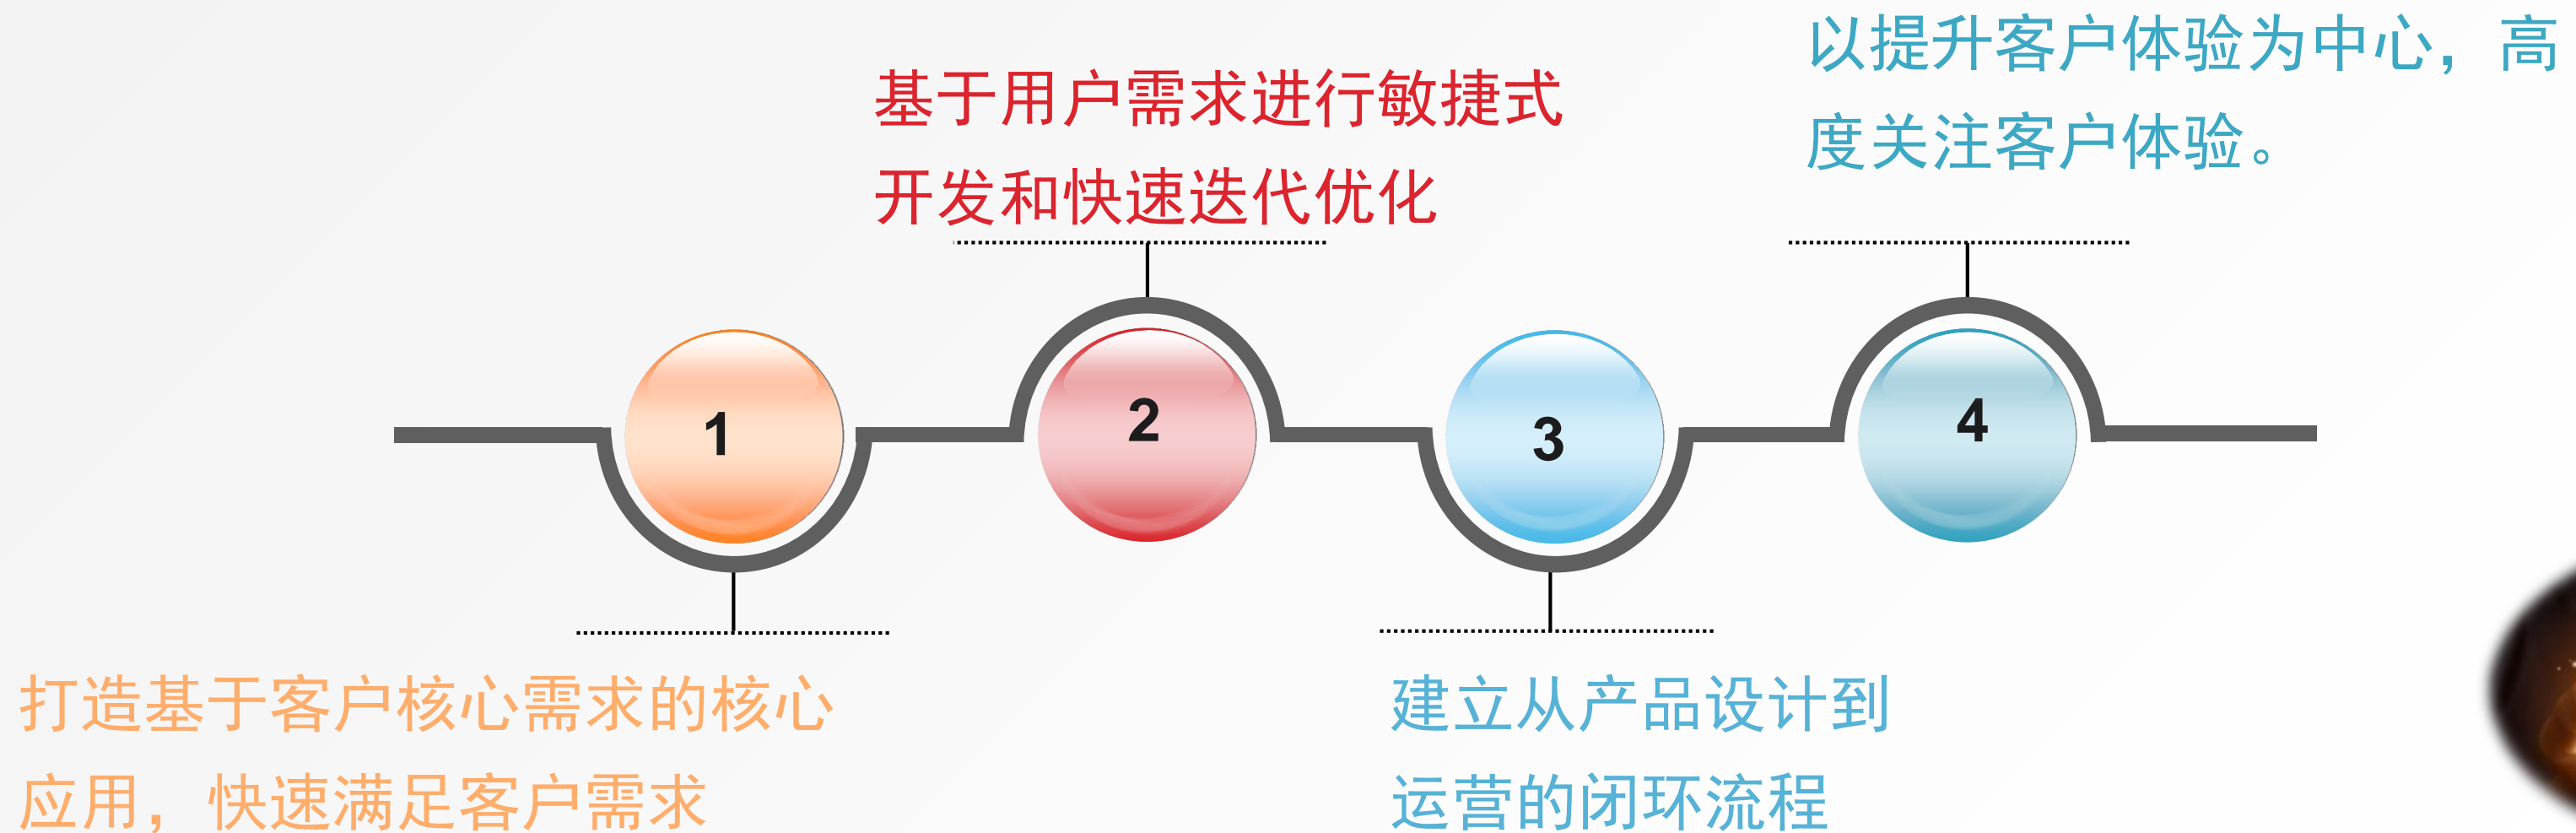 以提升客户体验为中心，高
度关注客户体验。
基于用户需求进行敏捷式
开发和快速迭代优化
1
2
3
4
打造基于客户核心需求的核心
应用，快速满足客户需求
建立从产品设计到
运营的闭环流程